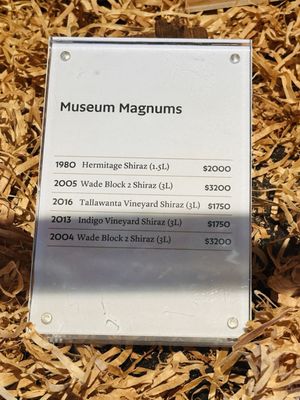 Museum Magnums
1980 Hermitage Shiraz (1.5L) $2000
2005 Wade Block 2 Shiraz (3L) $3200
2016 Tallawanta Vineyard Shiraz (3L) $1750
2013 Indigo Vineyard Shiraz (3L) $1750
2004 Wade Block 2 Shiraz (3L) $3200